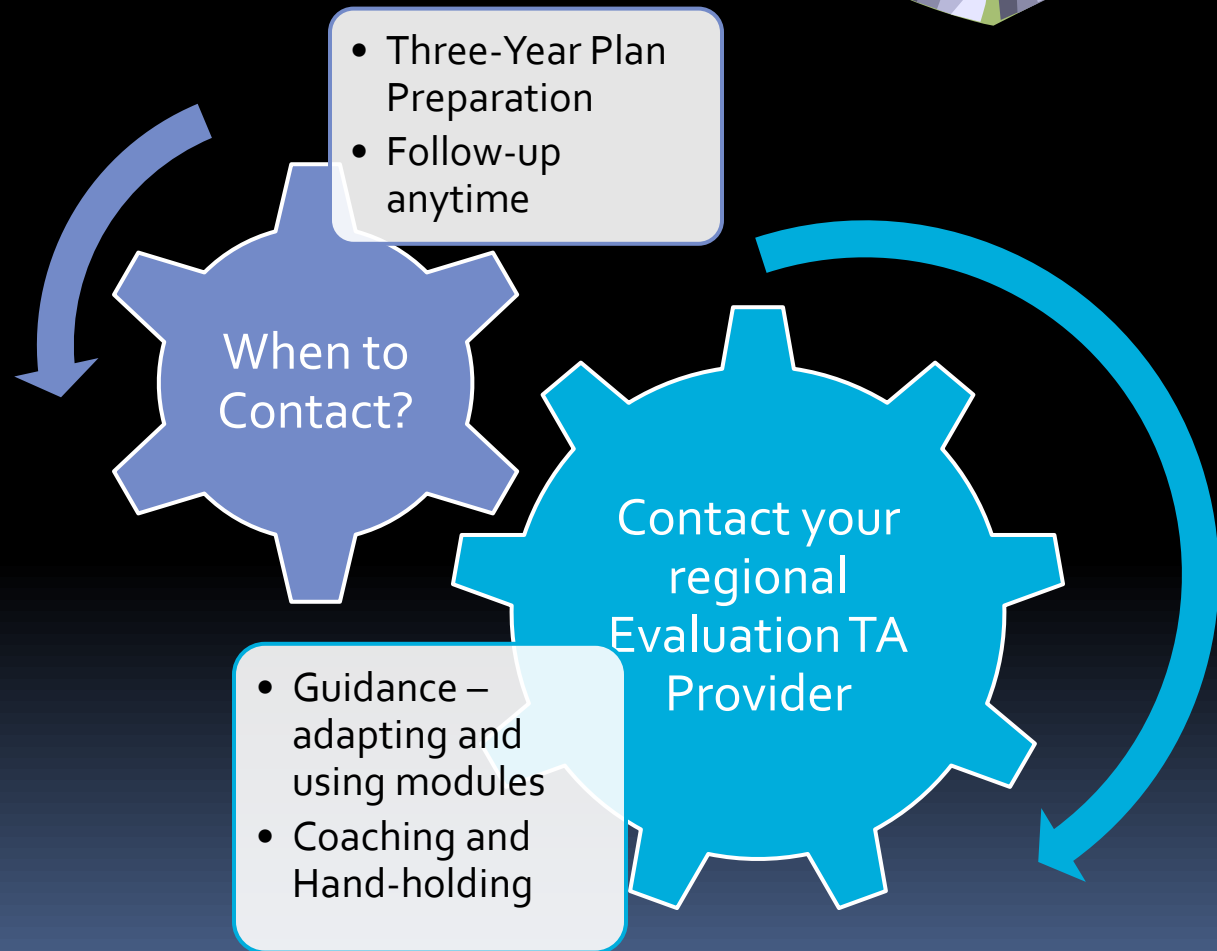 • Three-Year Plan
Preparation
• Follow-up
anytime
When to
Contact?
Contact your
regional
Evaluation TA
Provider
• Guidance –
adapting and
using modules
• Coaching and
Hand-holding